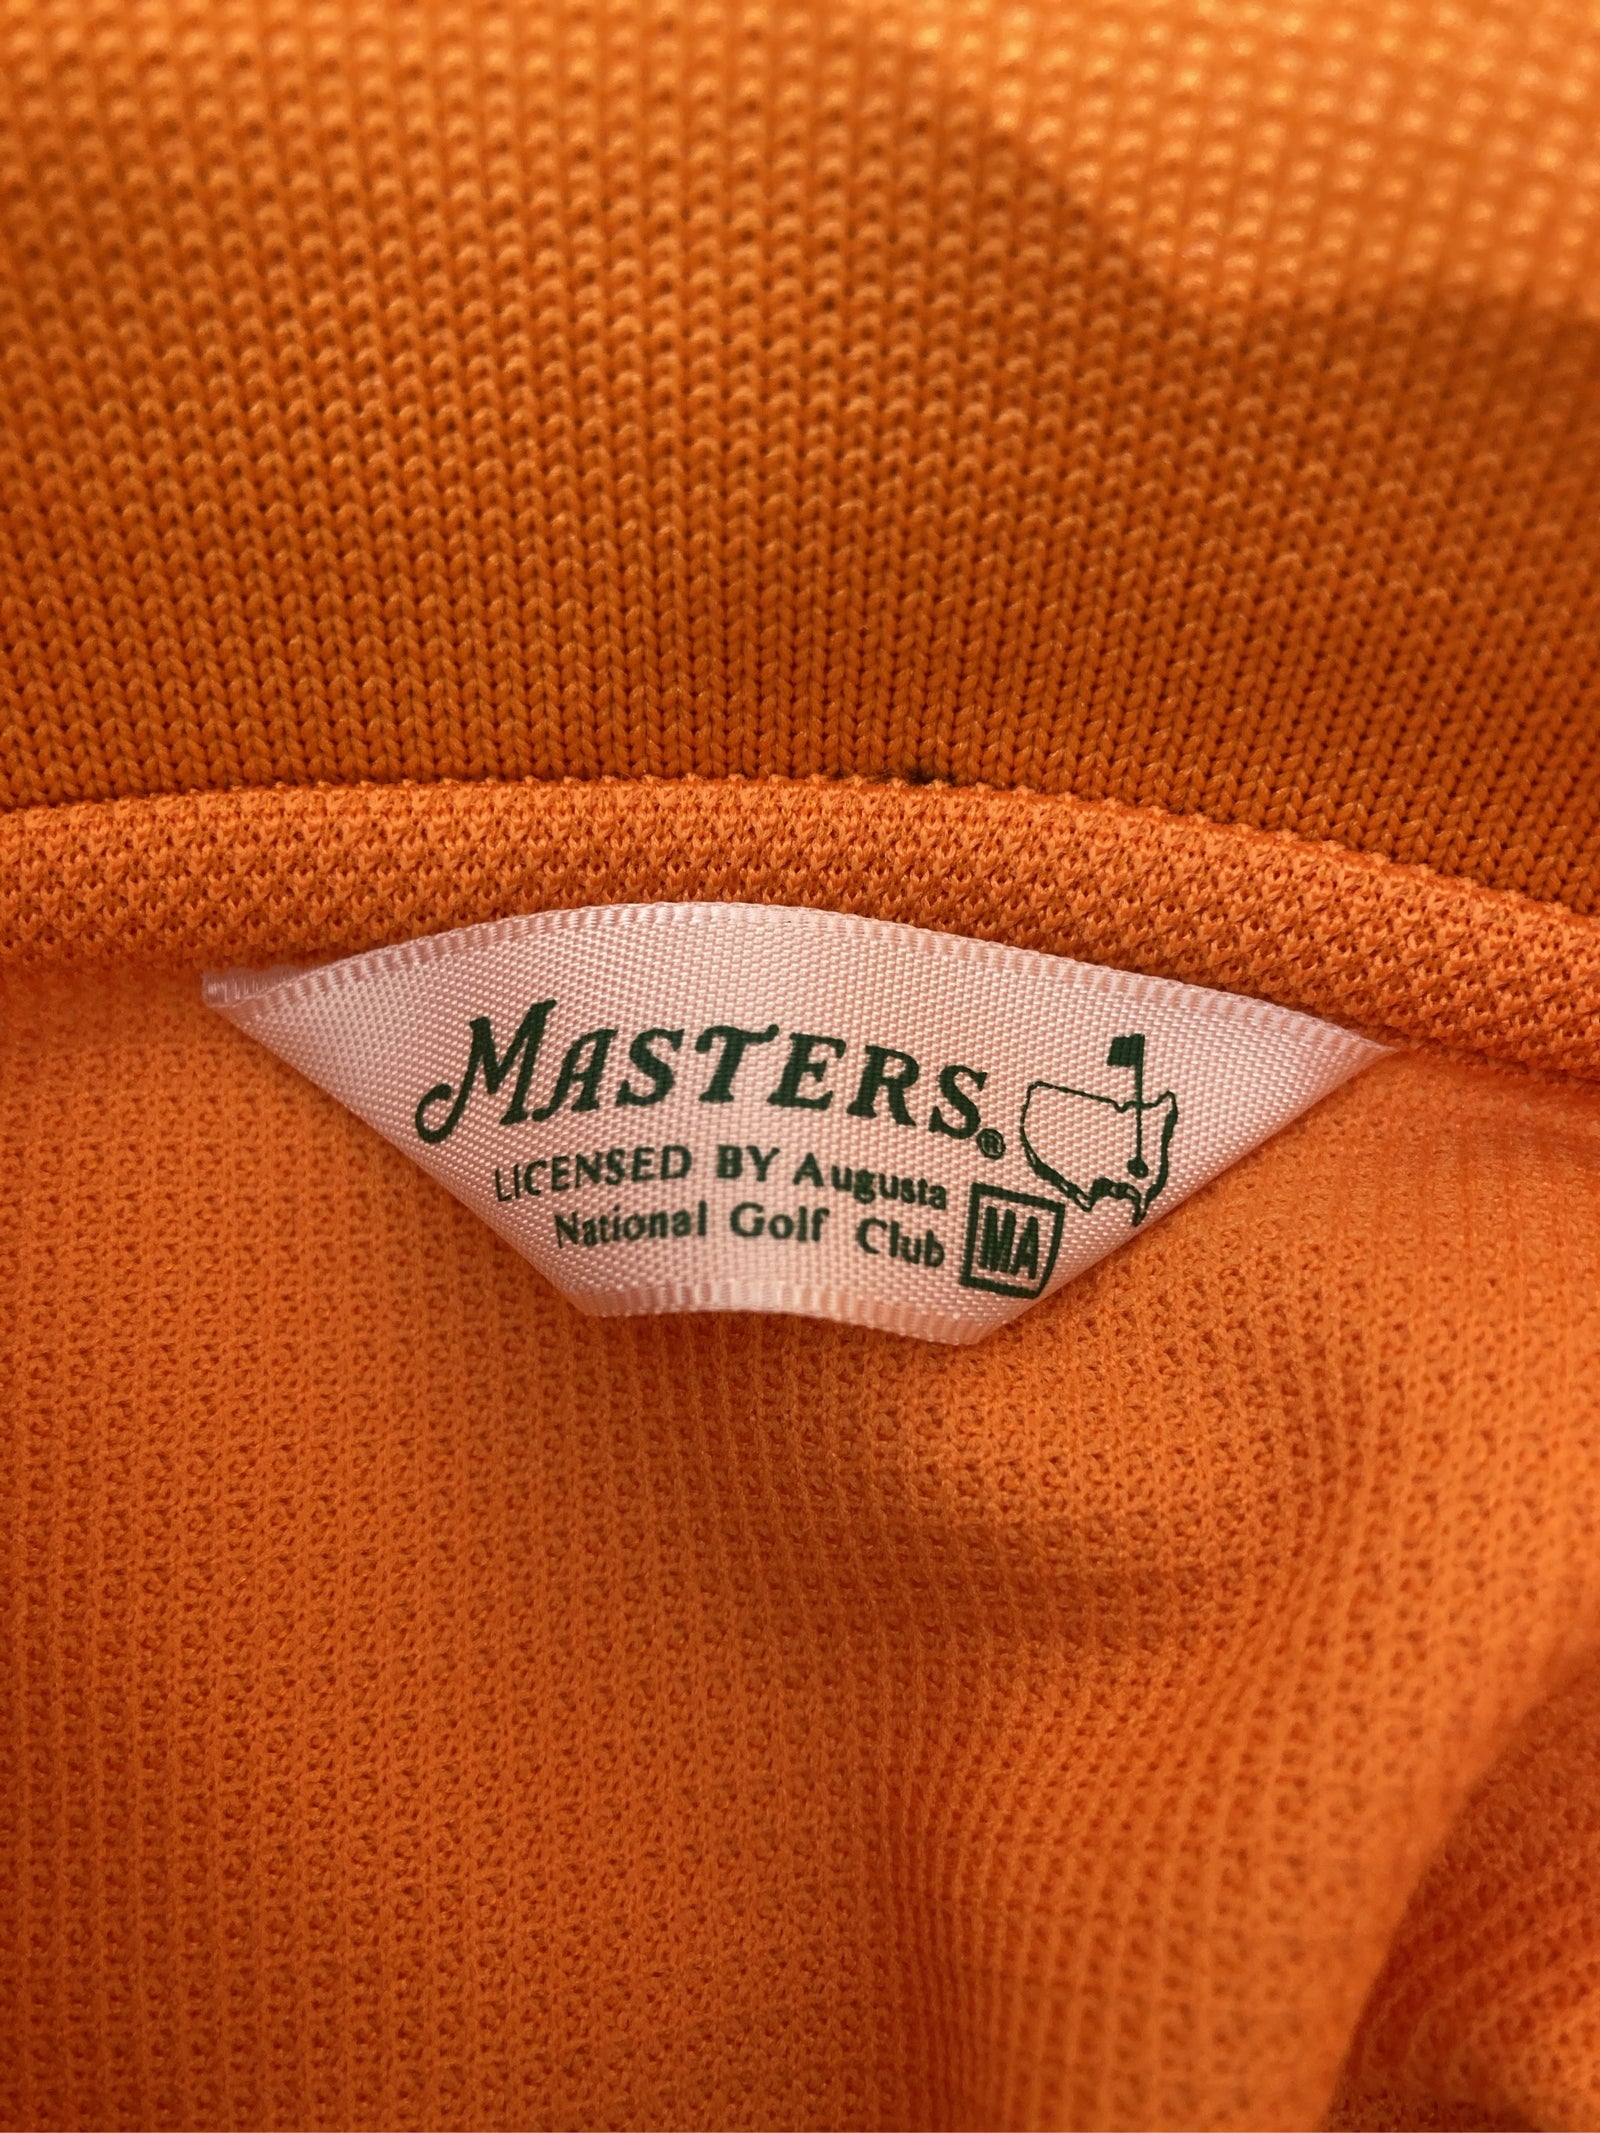 MASTERS®
LICENSED BY Augusta
National Golf Club
MA